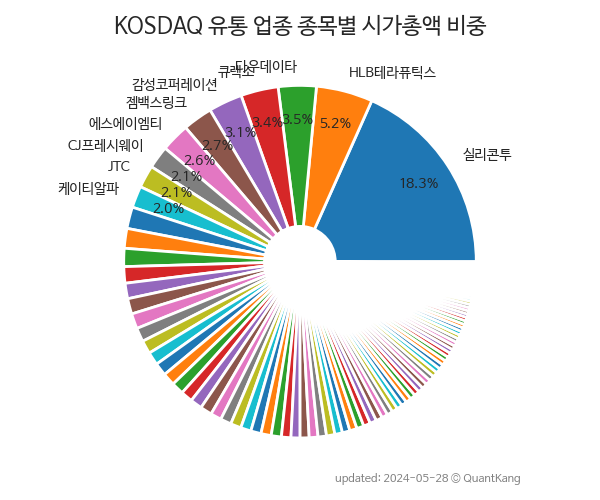 KOSDAQ 유통 업종 종목별 시가총액 비중
다우데이타
큐렉소
HLB테라퓨틱스
감성코퍼레이션
젬백스링크
에스에이엠티
CJ프레시웨이
JTC
케이티알파
실리콘투
18.3%
5.2%
3.5%
3.4%
3.1%
2.7%
2.6%
2.1%
2.1%
2.0%
updated: 2024-05-28 © QuantKang